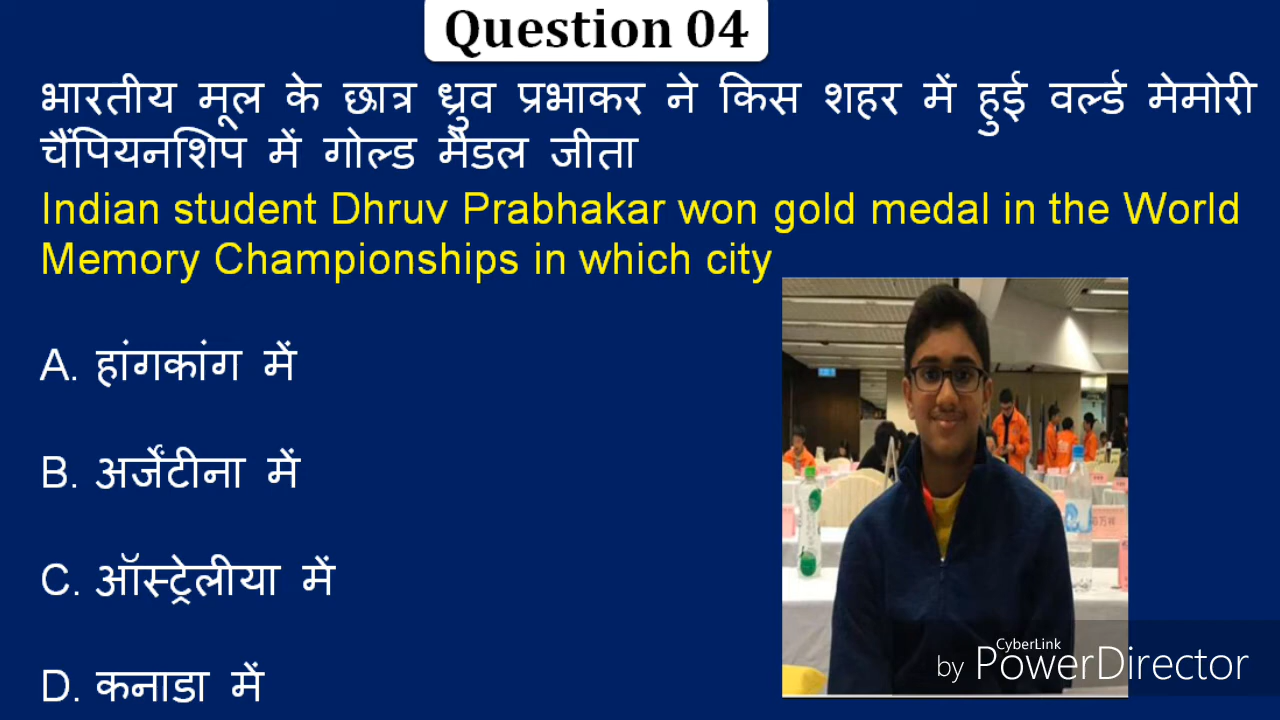 Question 04
भारतीय मूल के छात्र ध्रुव प्रभाकर ने किस शहर में हुई वर्ल्ड मेमोरी
चैंपियनशिप में गोल्ड मैडल जीता
Indian student Dhruv Prabhakar won gold medal in the World
Memory Championships in which city
A. हांगकांग में
B. अर्जेंटीना में
C. ऑस्ट्रेलीया में
D. कनाडा में
CyberLink
by PowerDirector